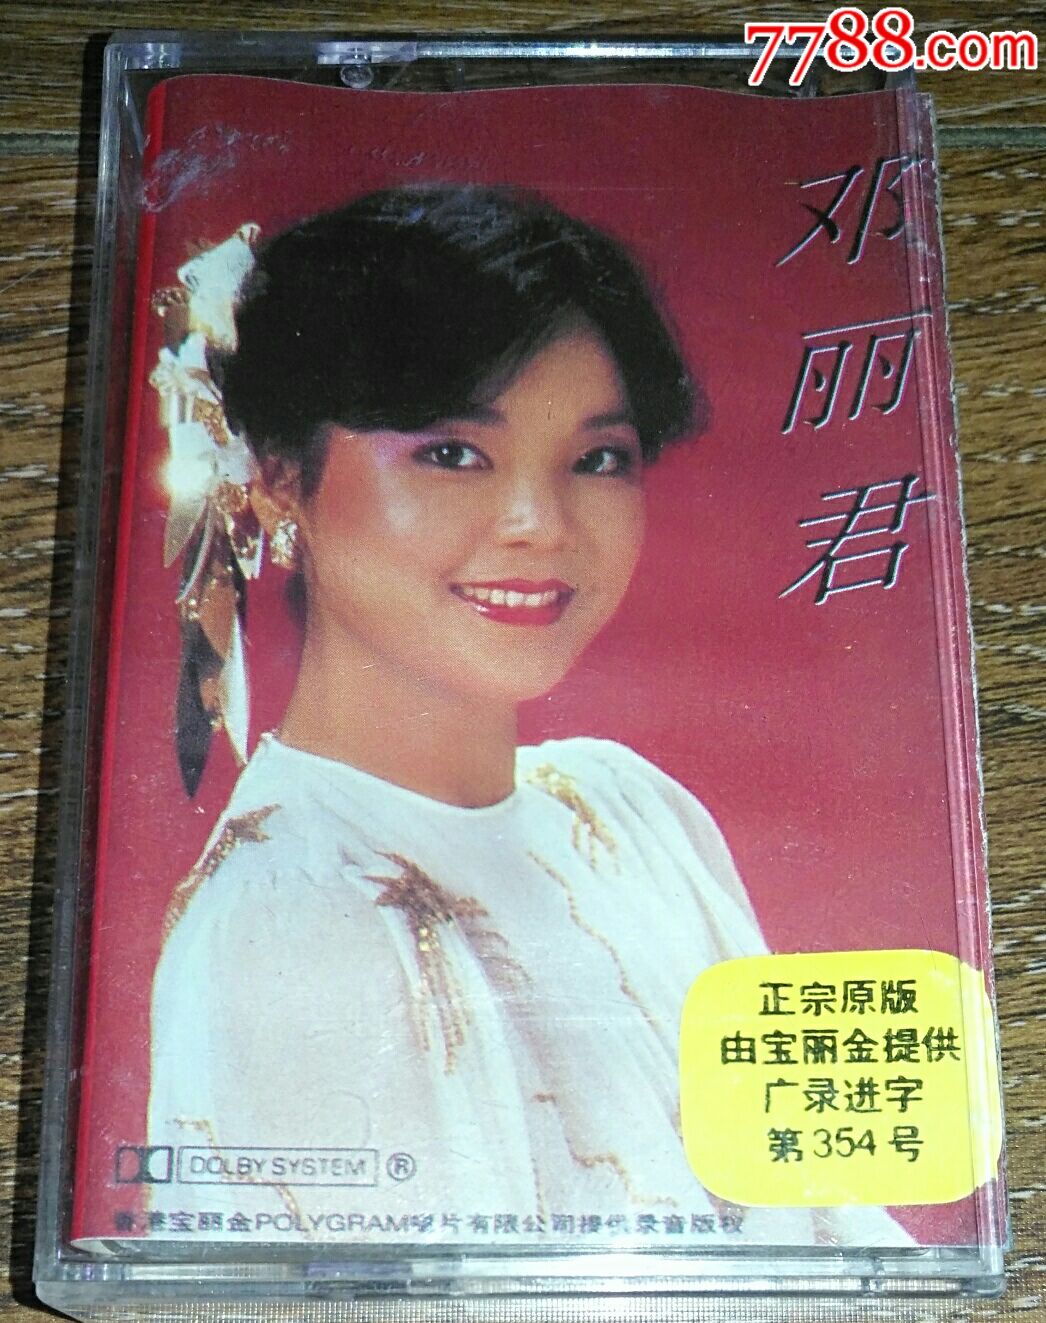 7788.com
邓丽君
正宗原版
由宝丽金提供
广录进字
第354号
DOLBY SYSTEM ®
香港宝丽金POLYGRAM唱片有限公司提供录音版权